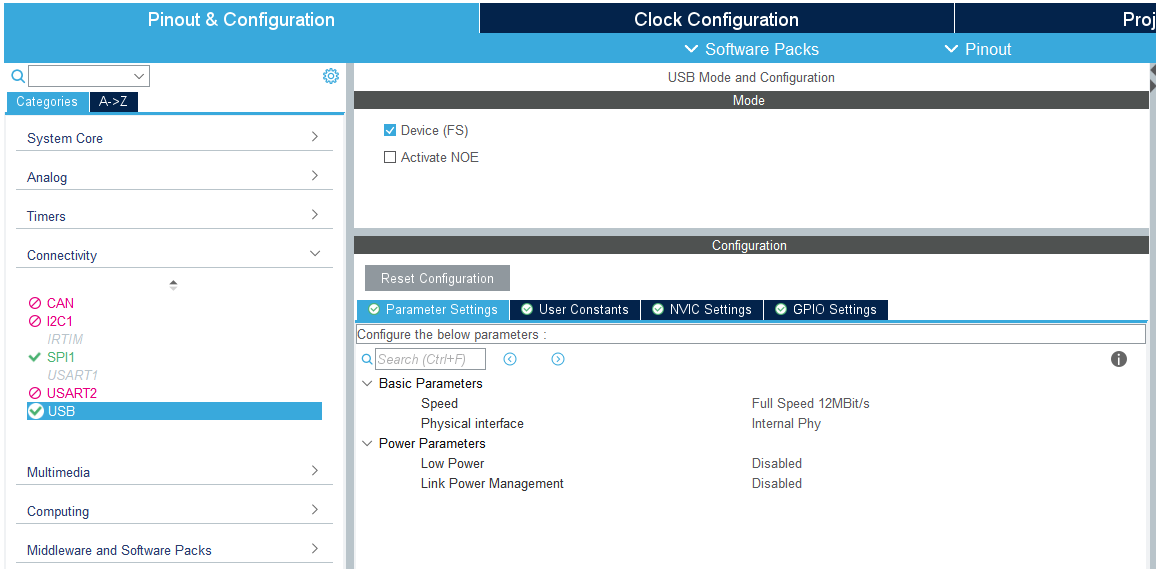 Pinout & Configuration
Clock Configuration
Proj
Software Packs
Pinout
Categories
A->Z
System Core
Analog
Timers
Connectivity
CAN
I2C1
IRTIM
SPI1
USART1
USART2
USB
Multimedia
Computing
Middleware and Software Packs
USB Mode and Configuration
Mode
Device (FS)
Activate NOE
Configuration
Reset Configuration
Parameter Settings
User Constants
NVIC Settings
GPIO Settings
Configure the below parameters :
Search (Ctrl+F)
Basic Parameters
Speed Full Speed 12MBit/s
Physical interface Internal Phy
Power Parameters
Low Power Disabled
Link Power Management Disabled